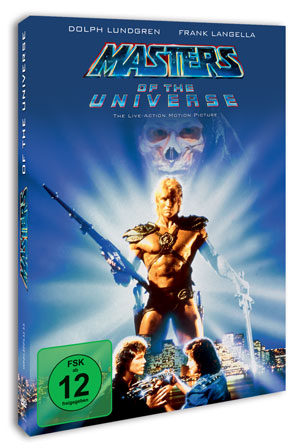 DOLPH LUNDGREN FRANK LANGELLA
MASTERS
OF THE
UNIVERSE
THE LIVE-ACTION MOTION PICTURE
MASTERS OF THE UNIVERSE
FSK
ab
12
freigegeben